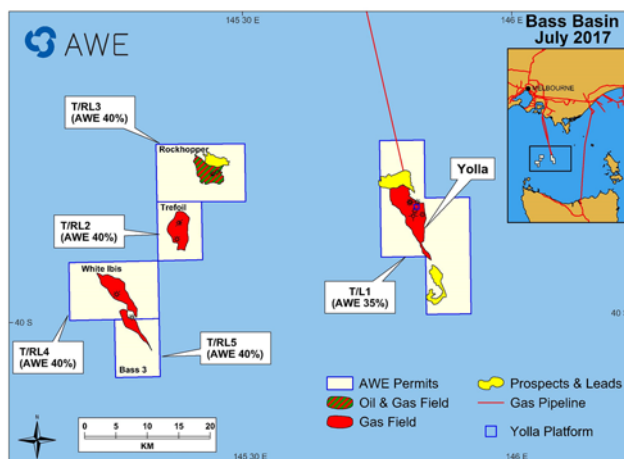 AWE
145 30 E
146 E
Bass Basin
July 2017
MELBOURNE
T/RL3
(AWE 40%)
Rockhopper
Yolla
Trefoil
T/RL2
(AWE 40%)
White Ibis
T/L1
(AWE 35%)
40 S
40
T/RL4
(AWE 40%)
T/RL5
(AWE 40%)
Bass 3
AWE Permits
Prospects & Leads
Oil & Gas Field
Gas Pipeline
Gas Field
Yolla Platform
N
0 5 10 15 20
KM
145 30 E
146 E